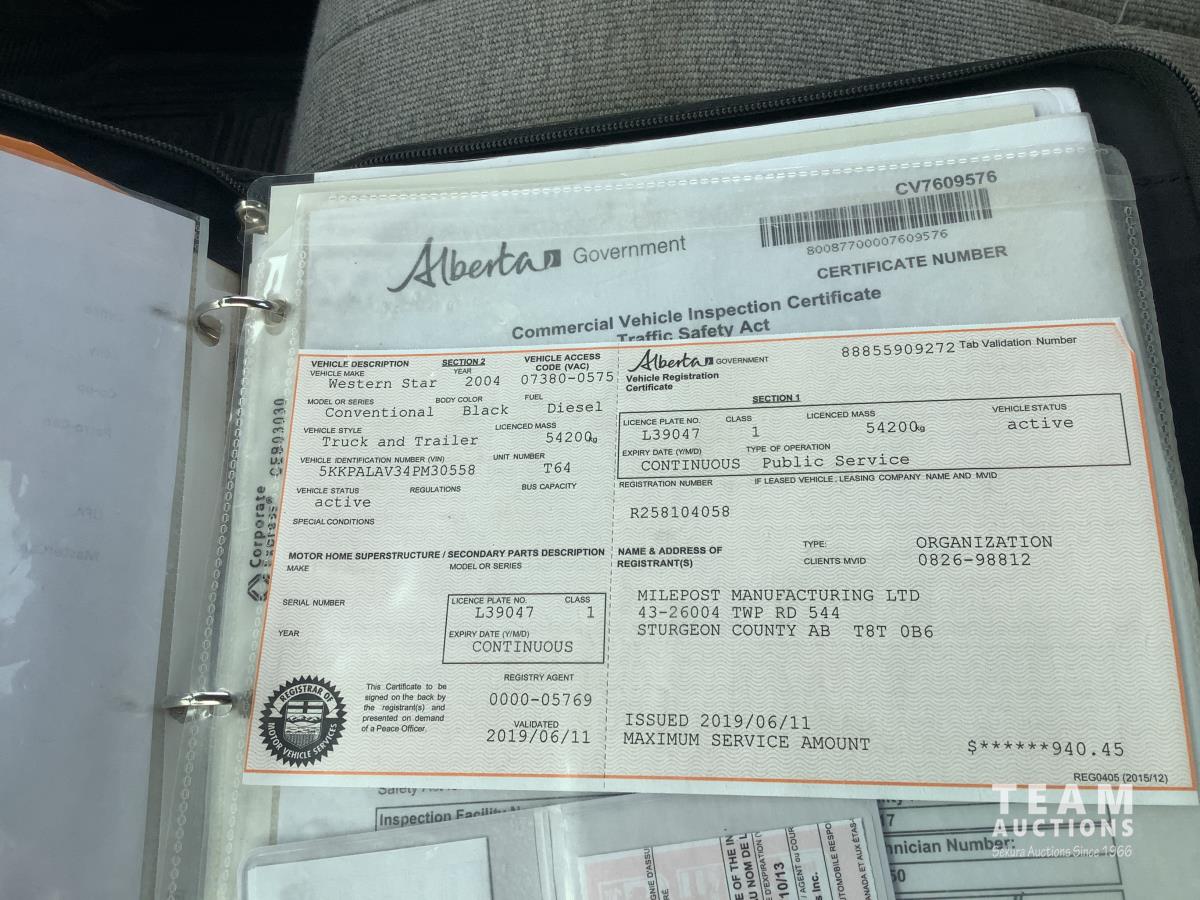 CV7609576
80087700007609576
CERTIFICATE NUMBER
Alberta Government
Commercial Vehicle Inspection Certificate
Traffic Safety Act
VEHICLE DESCRIPTION SECTION 2 VEHICLE ACCESS CODE (VAC)
VEHICLE MAKE YEAR
Western Star 2004 07380-0575
MODEL OR SERIES BODY COLOR FUEL
Conventional Black Diesel
VEHICLE STYLE LICENCED MASS
Truck and Trailer 54200kg
VEHICLE IDENTIFICATION NUMBER (VIN) UNIT NUMBER
5KKPALAV34PM30558 T64
VEHICLE STATUS REGULATIONS BUS CAPACITY
active
SPECIAL CONDITIONS
MOTOR HOME SUPERSTRUCTURE / SECONDARY PARTS DESCRIPTION
MAKE MODEL OR SERIES
SERIAL NUMBER
LICENCE PLATE NO. CLASS
L39047 1
YEAR
EXPIRY DATE (Y/M/D)
CONTINUOUS
REGISTRAR OF MOTOR VEHICLE SERVICES
This Certificate to be
signed on the back by
the registrant(s) and
presented on demand
of a Peace Officer.
REGISTRY AGENT
0000-05769
VALIDATED
2019/06/11
Alberta GOVERNMENT
88855909272 Tab Validation Number
Vehicle Registration
Certificate
SECTION 1
LICENCE PLATE NO. CLASS LICENCED MASS VEHICLE STATUS
L39047 1 54200kg active
EXPIRY DATE (Y/M/D) TYPE OF OPERATION
CONTINUOUS Public Service
REGISTRATION NUMBER IF LEASED VEHICLE, LEASING COMPANY NAME AND MVID
R258104058
NAME & ADDRESS OF REGISTRANT(S)
TYPE: ORGANIZATION
CLIENTS MVID 0826-98812
MILEPOST MANUFACTURING LTD
43-26004 TWP RD 544
STURGEON COUNTY AB T8T 0B6
ISSUED 2019/06/11
MAXIMUM SERVICE AMOUNT $******940.45
REG0405 (2015/12)
Corporate
Inspection Facility
10/13
TEAM
AUCTIONS
Sekura Auctions Since 1966